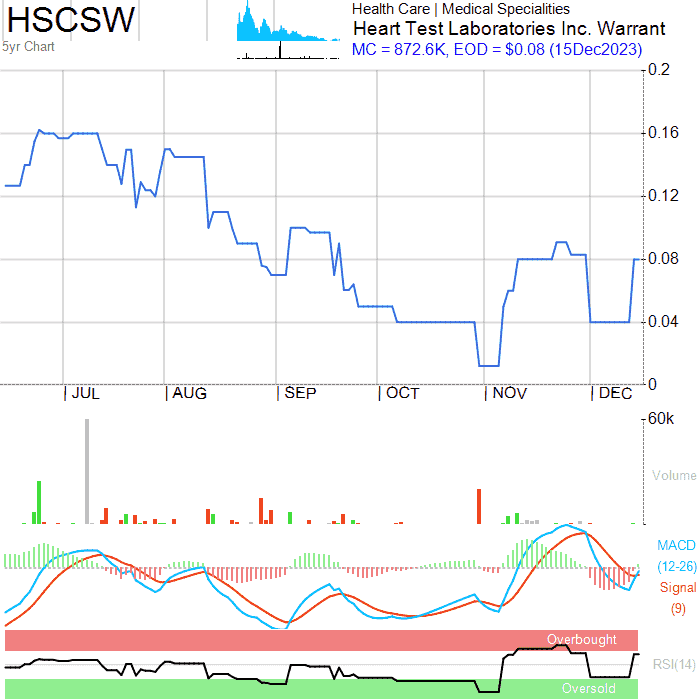 HSCSW
5yr Chart
Health Care | Medical Specialities
Heart Test Laboratories Inc. Warrant
MC = 872.6K, EOD = $0.08 (15Dec2023)
0.2
0.16
0.12
0.08
0.04
0
JUL AUG SEP OCT NOV DEC
60k
Volume
MACD
(12-26)
Signal
(9)
Overbought
RSI(14)
Oversold